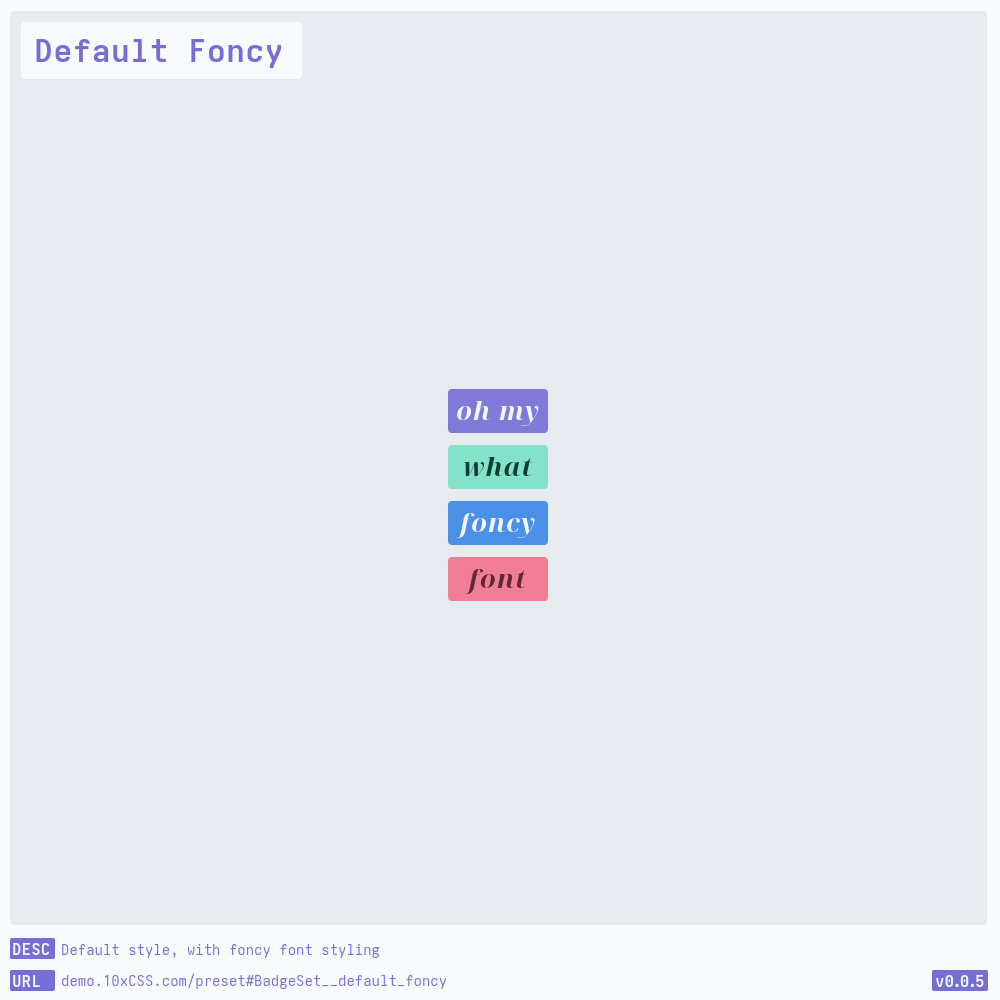 Default Foncy
oh my
what
foncy
font
DESC Default style, with foncy font styling
URL demo.10xCSS.com/preset#BadgeSet__default_foncy
v0.0.5